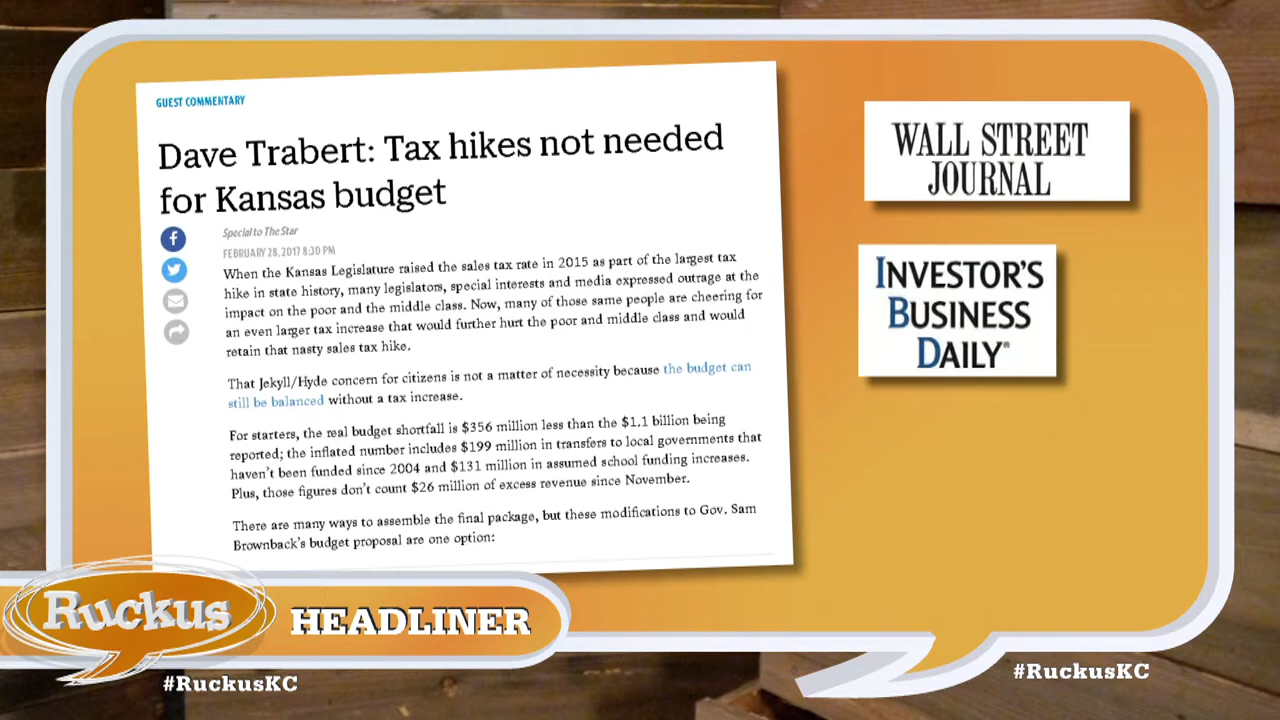 GUEST COMMENTARY
Dave Trabert: Tax hikes not needed
for Kansas budget
Special to The Star
FEBRUARY 28, 2017 8:30 PM
When the Kansas Legislature raised the sales tax rate in 2015 as part of the largest tax
hike in state history, many legislators, special interests and media expressed outrage at the
impact on the poor and the middle class. Now, many of those same people are cheering for
an even larger tax increase that would further hurt the poor and middle class and would
retain that nasty sales tax hike.
That Jekyll/Hyde concern for citizens is not a matter of necessity because the budget can
still be balanced without a tax increase.
For starters, the real budget shortfall is $356 million less than the $1.1 billion being
reported; the inflated number includes $199 million in transfers to local governments that
haven't been funded since 2004 and $131 million in assumed school funding increases.
Plus, those figures don't count $26 million of excess revenue since November.
There are many ways to assemble the final package, but these modifications to Gov. Sam
Brownback's budget proposal are one option:
WALL STREET
JOURNAL
INVESTOR'S
BUSINESS
DAILY®
Ruckus
HEADLINER
#RuckusKC
#RuckusKC